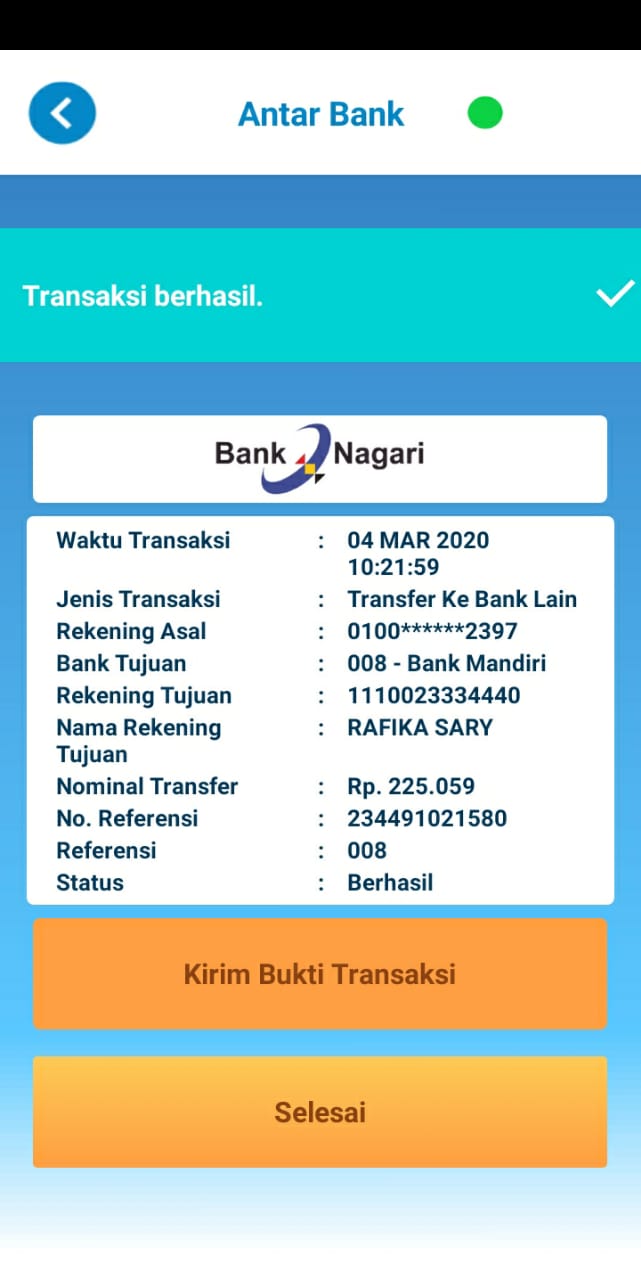 Antar Bank
Transaksi berhasil.
Bank Nagari
Waktu Transaksi : 04 MAR 2020
10:21:59
Jenis Transaksi : Transfer Ke Bank Lain
Rekening Asal : 0100******2397
Bank Tujuan : 008 - Bank Mandiri
Rekening Tujuan : 1110023334440
Nama Rekening : RAFIKA SARY
Tujuan
Nominal Transfer : Rp. 225.059
No. Referensi : 234491021580
Referensi : 008
Status : Berhasil
Kirim Bukti Transaksi
Selesai